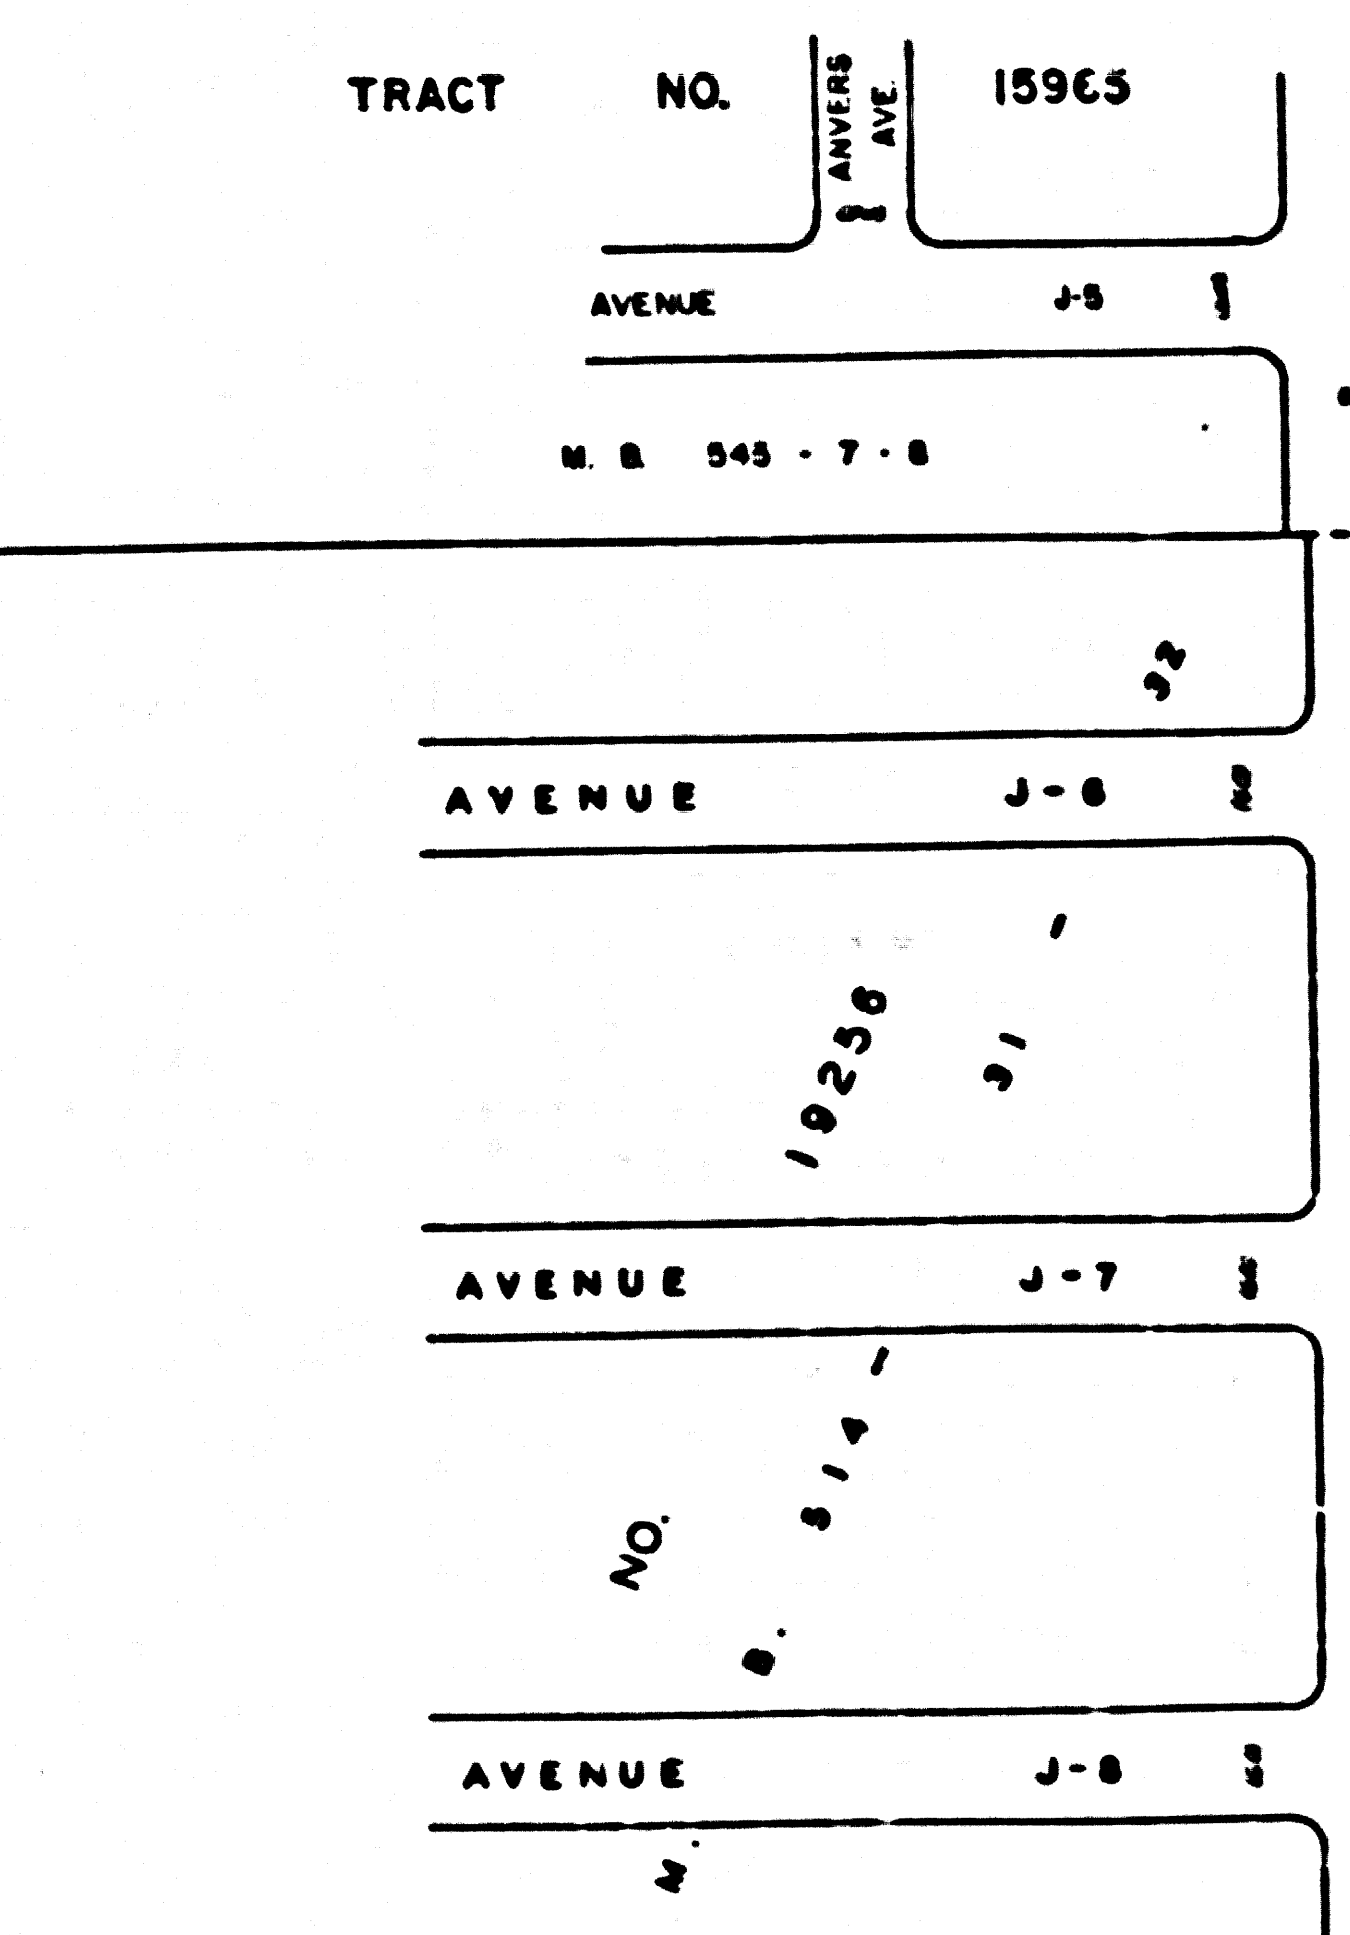 TRACT NO. 15965
ANVERS
AVE.
AVENUE J-5
M. B. 545 - 7 - 8
32
AVENUE J-6
NO. 19256
AVENUE J-7
M. B. 514 - 31 -
AVENUE J-8